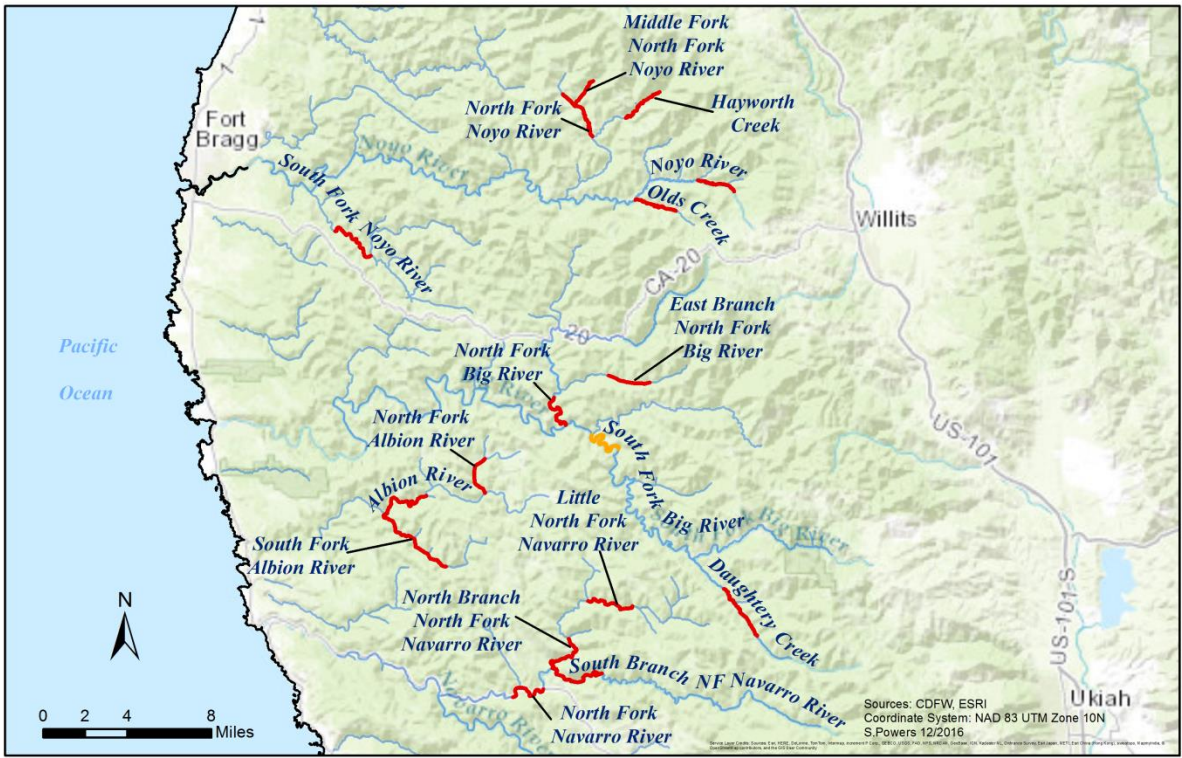 Middle Fork
North Fork
Noyo River
North Fork
Noyo River
Hayworth
Creek
Fort
Bragg
1
1
Noyo River
Noyo River
Olds Creek
South Fork Noyo River
Willits
CA-20
20
East Branch
North Fork
Big River
North Fork
Big River
Pacific
Ocean
River
North Fork
Albion River
Albion River
South Fork Big River
US-101
Little
North Fork
Navarro River
Fork Big River
South Fork
Albion River
Daughtery Creek
North Branch
North Fork
Navarro River
N
South Branch NF Navarro River
US-101 S
Ukiah
Navarro River
North Fork
Navarro River
0 2 4 8
Miles
Sources: CDFW, ESRI
Coordinate System: NAD 83 UTM Zone 10N
S.Powers 12/2016